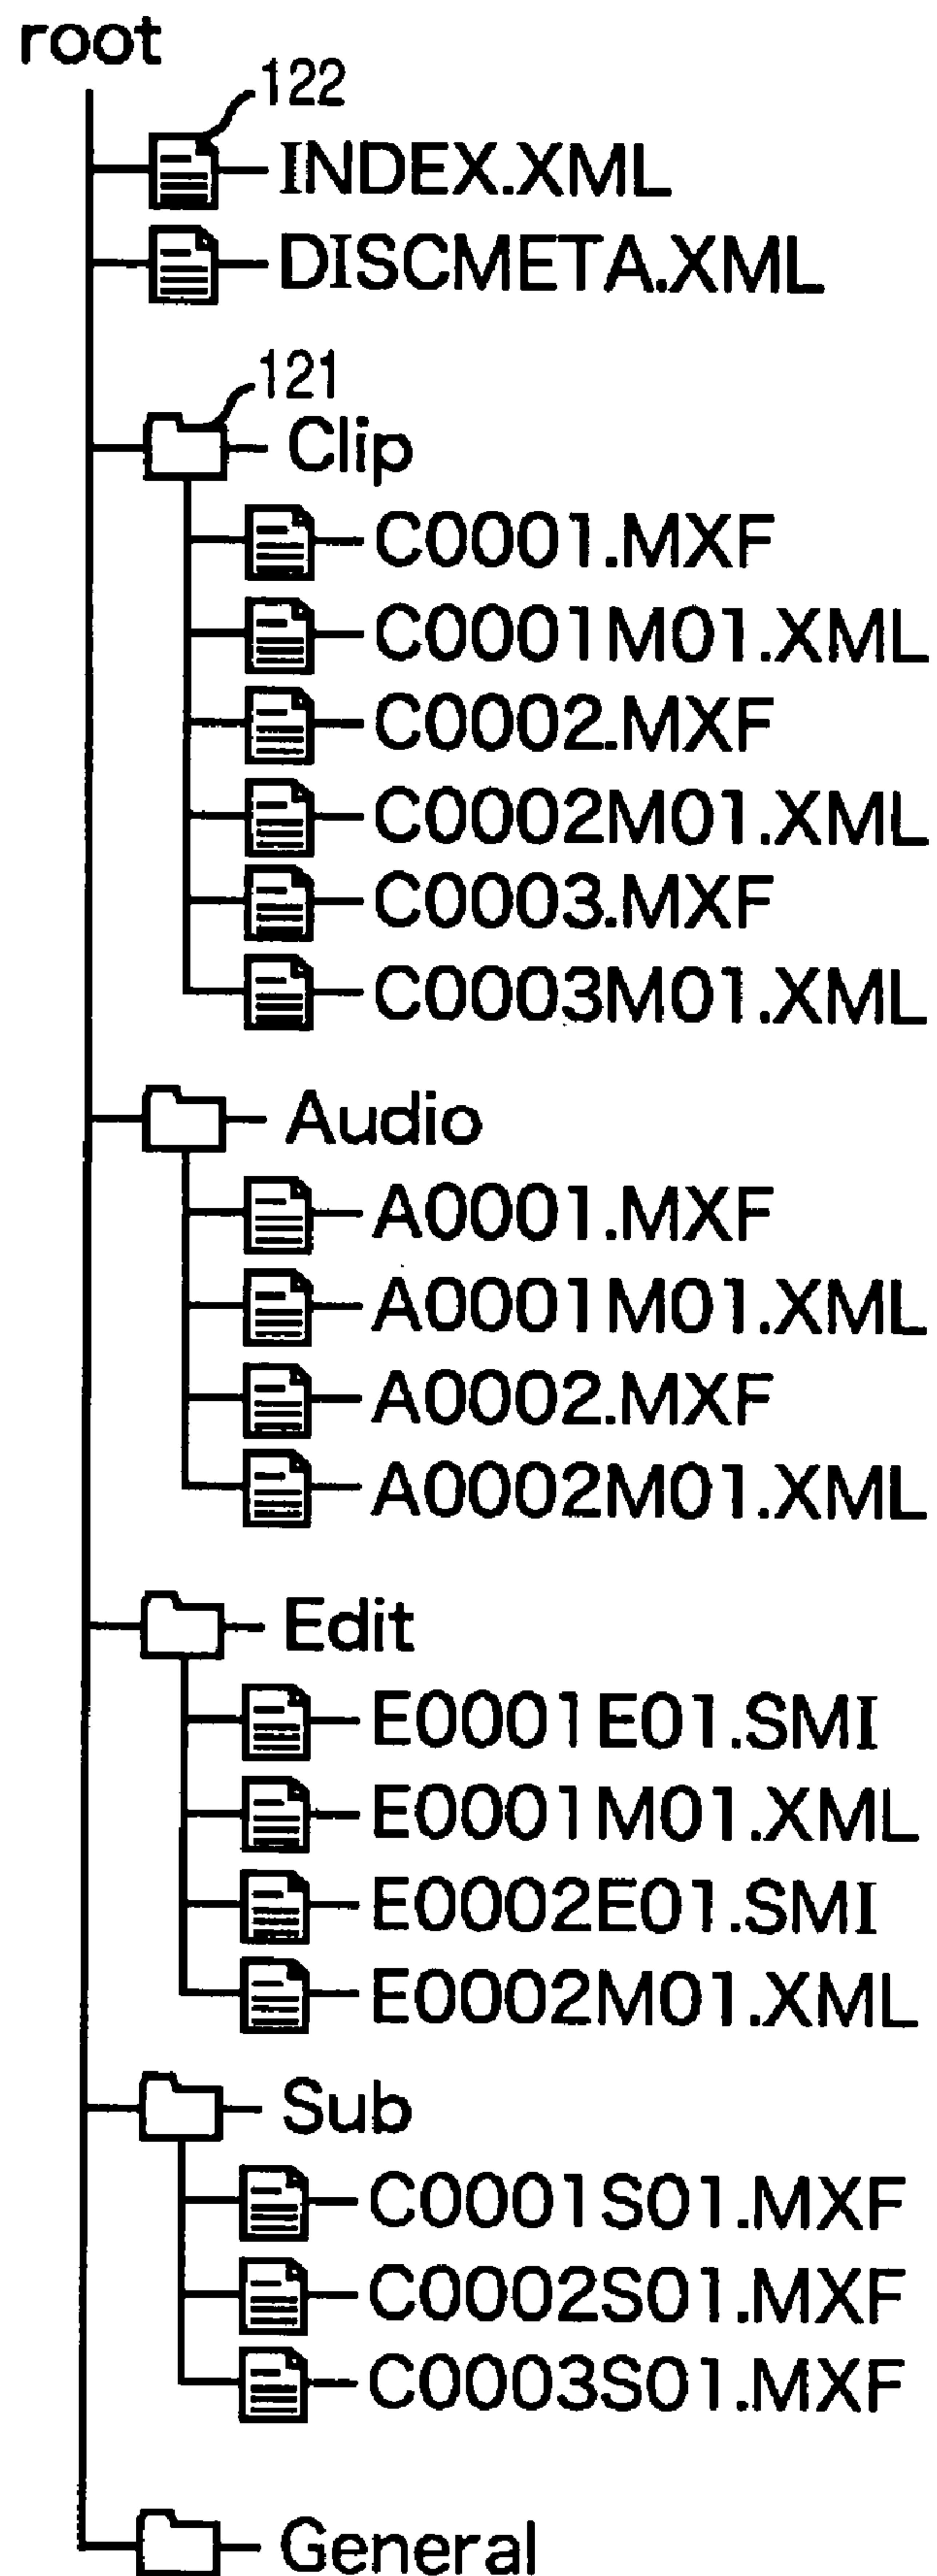 root
122
INDEX.XML
DISCMETA.XML
121
Clip
C0001.MXF
C0001M01.XML
C0002.MXF
C0002M01.XML
C0003.MXF
C0003M01.XML
Audio
A0001.MXF
A0001M01.XML
A0002.MXF
A0002M01.XML
Edit
E0001E01.SMI
E0001M01.XML
E0002E01.SMI
E0002M01.XML
Sub
C0001S01.MXF
C0002S01.MXF
C0003S01.MXF
General